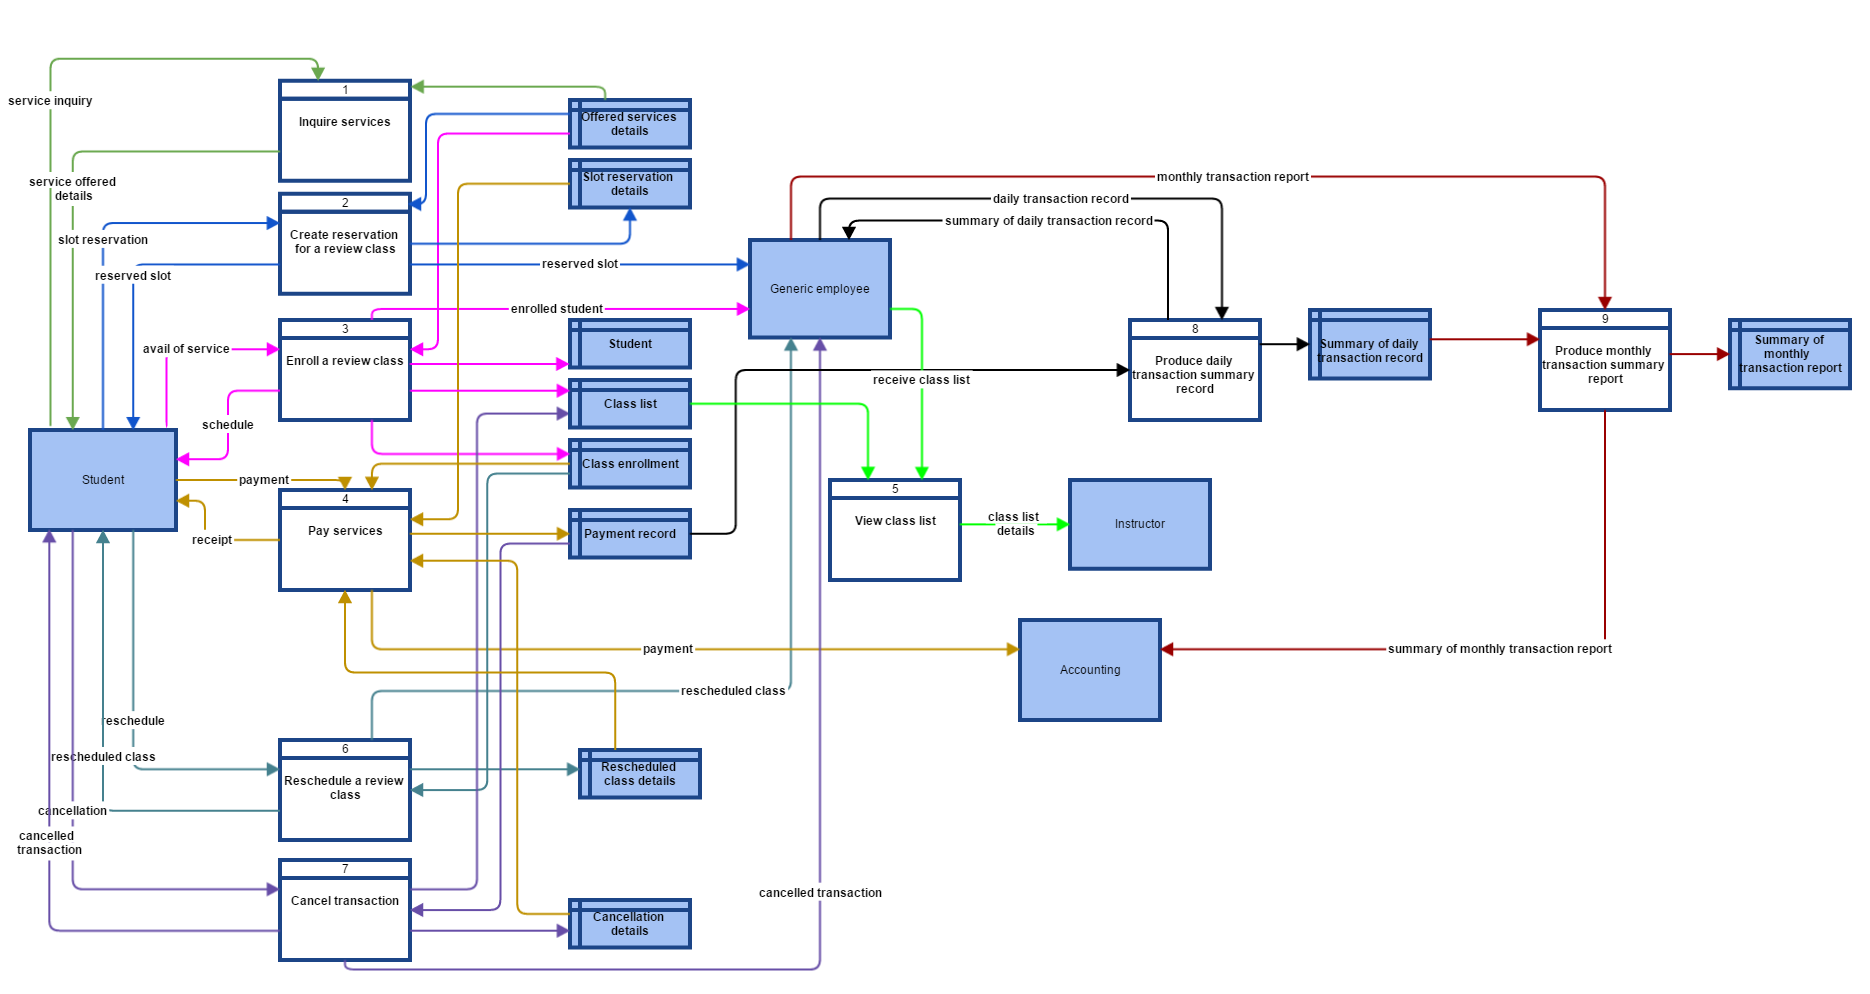 service inquiry
1
Inquire services
Offered services
details
service offered
details
Slot reservation
details
2
Create reservation
for a review class
slot reservation
reserved slot
reserved slot
monthly transaction report
daily transaction record
summary of daily transaction record
Generic employee
enrolled student
3
Enroll a review class
avail of service
schedule
Student
Class list
Class enrollment
Payment record
receive class list
8
Produce daily
transaction summary
record
Summary of daily
transaction record
9
Produce monthly
transaction summary
report
Summary of
monthly
transaction report
Student
payment
receipt
4
Pay services
5
View class list
class list
details
Instructor
payment
Accounting
summary of monthly transaction report
rescheduled class
reschedule
rescheduled class
6
Reschedule a review
class
Rescheduled
class details
cancellation
cancelled
transaction
7
Cancel transaction
Cancellation
details
cancelled transaction